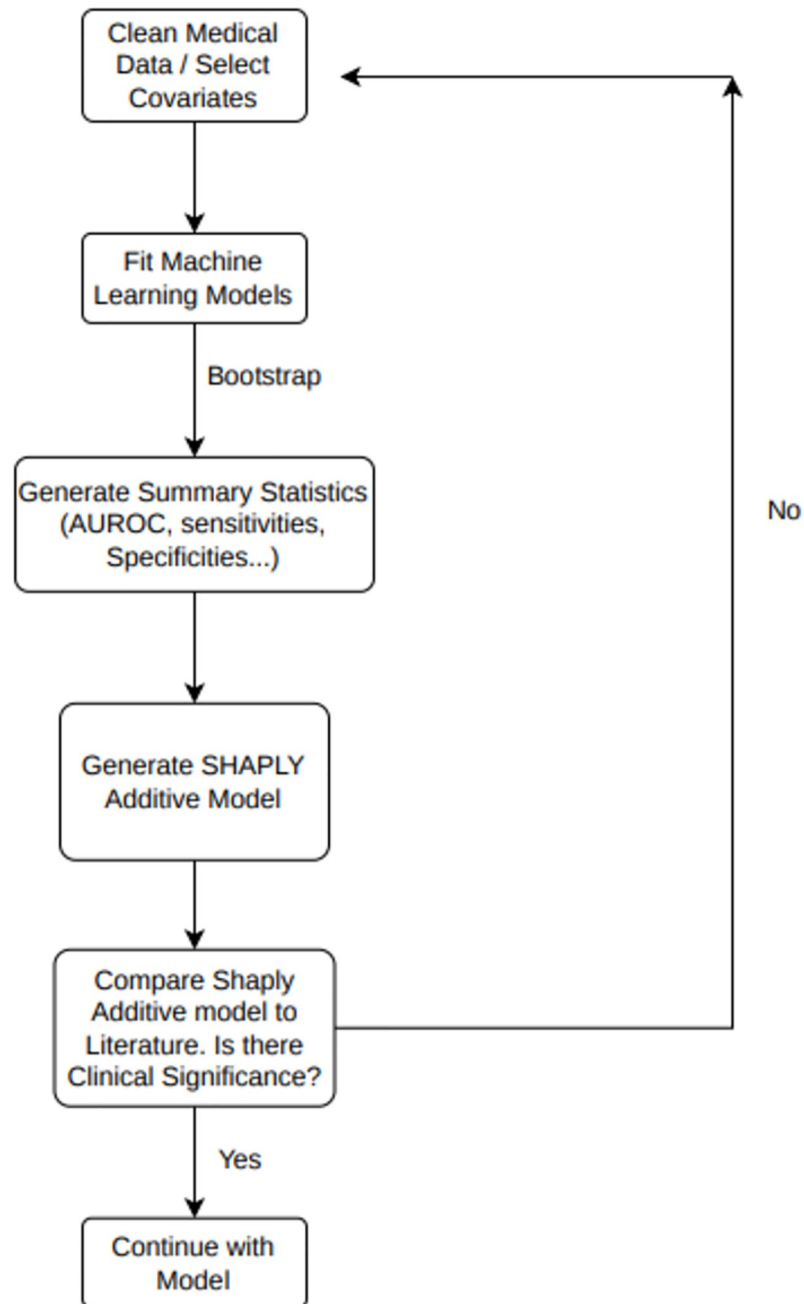 Clean Medical
Data / Select
Covariates
Fit Machine
Learning Models
Bootstrap
Generate Summary Statistics
(AUROC, sensitivities,
Specificities...)
No
Generate SHAPLY
Additive Model
Compare Shaply
Additive model to
Literature. Is there
Clinical Significance?
Yes
Continue with
Model